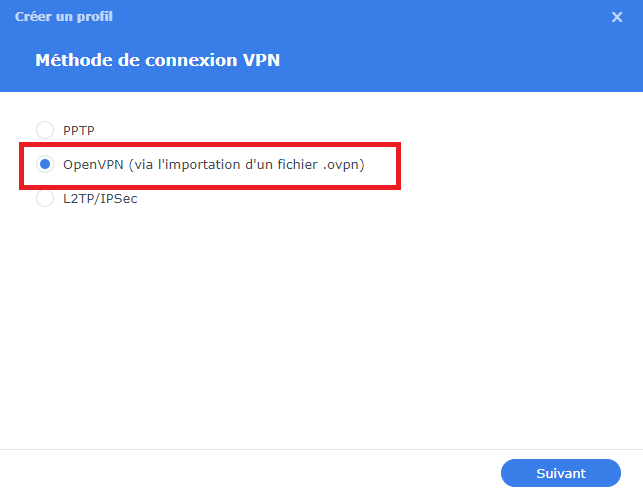 Créer un profil
Méthode de connexion VPN
PPTP
OpenVPN (via l'importation d'un fichier .ovpn)
L2TP/IPSec
Suivant